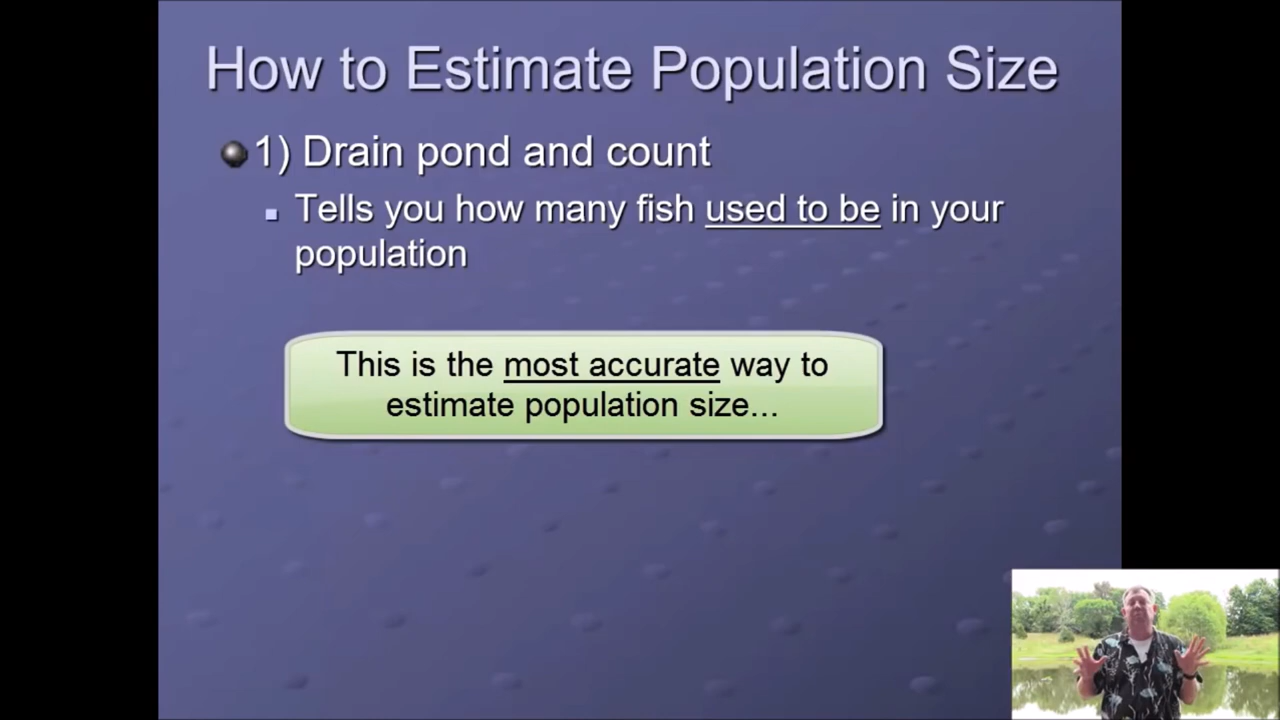 How to Estimate Population Size
1) Drain pond and count
Tells you how many fish used to be in your
population
This is the most accurate way to
estimate population size...